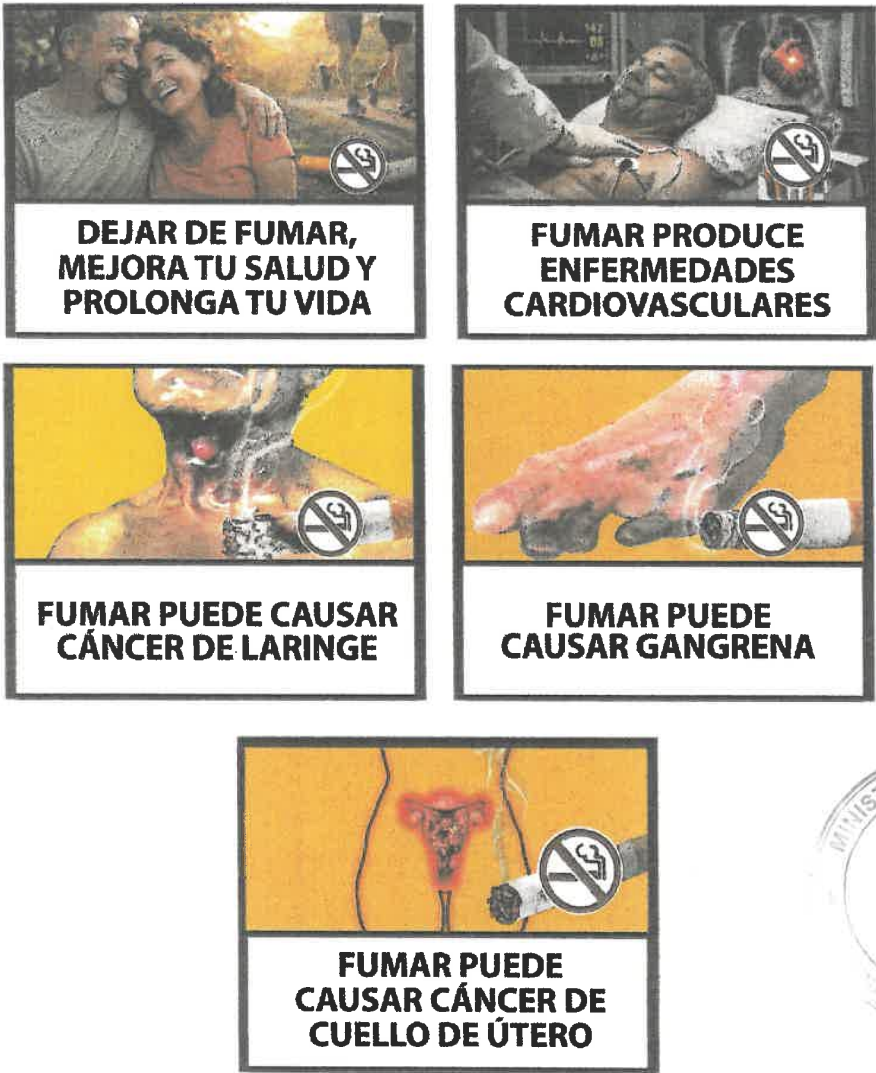 DEJAR DE FUMAR,
MEJORA TU SALUD Y
PROLONGA TU VIDA
142
FUMAR PRODUCE
ENFERMEDADES
CARDIOVASCULARES
FUMAR PUEDE CAUSAR
CÁNCER DE LARINGE
FUMAR PUEDE
CAUSAR GANGRENA
FUMAR PUEDE
CAUSAR CÁNCER DE
CUELLO DE ÚTERO